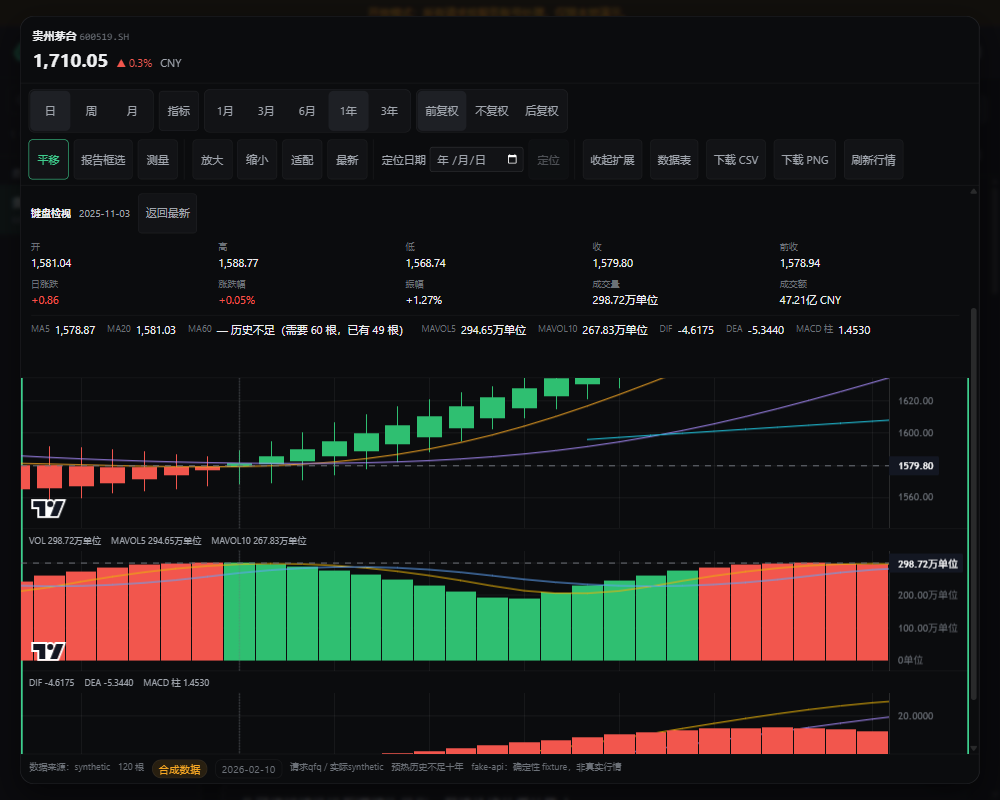 贵州茅台 600519.SH
1,710.05 ▲ 0.3% CNY
日 周 月 指标 1月 3月 6月 1年 3年 前复权 不复权 后复权
平移 报告框选 测量 放大 缩小 适配 最新 定位日期 年 /月/日 定位 收起扩展 数据表 下载 CSV 下载 PNG 刷新行情
键盘检视 2025-11-03 返回最新
开 高 低 收 前收
1,581.04 1,588.77 1,568.74 1,579.80 1,578.94
日涨跌 涨跌幅 振幅 成交量 成交额
+0.86 +0.05% +1.27% 298.72万单位 47.21亿 CNY
MA5 1,578.87 MA20 1,581.03 MA60 — 历史不足（需要 60 根，已有 49 根） MAVOL5 294.65万单位 MAVOL10 267.83万单位 DIF -4.6175 DEA -5.3440 MACD 柱 1.4530
1620.00
1600.00
1579.80
1560.00
VOL 298.72万单位 MAVOL5 294.65万单位 MAVOL10 267.83万单位
298.72万单位
200.00万单位
100.00万单位
0单位
DIF -4.6175 DEA -5.3440 MACD 柱 1.4530
20.0000
数据来源：synthetic 120 根 合成数据 2026-02-10 请求qfq / 实际synthetic 预热历史不足十年 fake-api：确定性 fixture，非真实行情